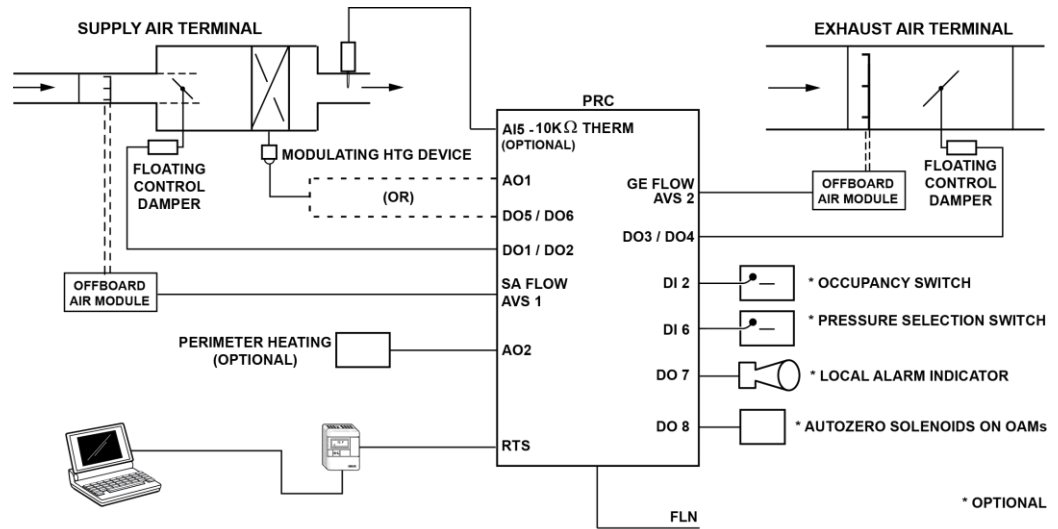 SUPPLY AIR TERMINAL
EXHAUST AIR TERMINAL
PRC
AI5 - 10KΩ THERM
(OPTIONAL)
MODULATING HTG DEVICE
FLOATING
CONTROL
DAMPER
AO1
(OR)
DO5 / DO6
DO1 / DO2
GE FLOW
AVS 2
OFFBOARD
AIR MODULE
FLOATING
CONTROL
DAMPER
DO3 / DO4
OFFBOARD
AIR MODULE
SA FLOW
AVS 1
DI 2
* OCCUPANCY SWITCH
DI 6
* PRESSURE SELECTION SWITCH
PERIMETER HEATING
(OPTIONAL)
AO2
DO 7
* LOCAL ALARM INDICATOR
DO 8
* AUTOZERO SOLENOIDS ON OAMs
RTS
FLN
* OPTIONAL